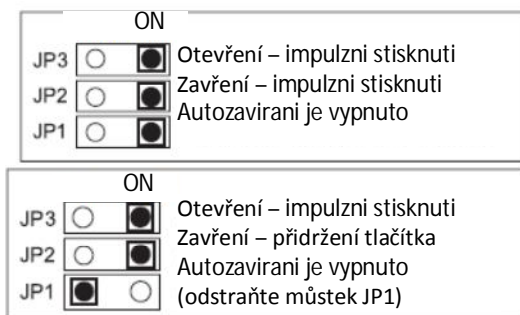 ON
JP3 Otevření – impulzni stisknuti
JP2 Zavření – impulzni stisknuti
JP1 Autozavirani je vypnuto
ON
JP3 Otevření – impulzni stisknuti
Zavření – přidržení tlačítka
JP2 Autozavirani je vypnuto
JP1 (odstraňte můstek JP1)